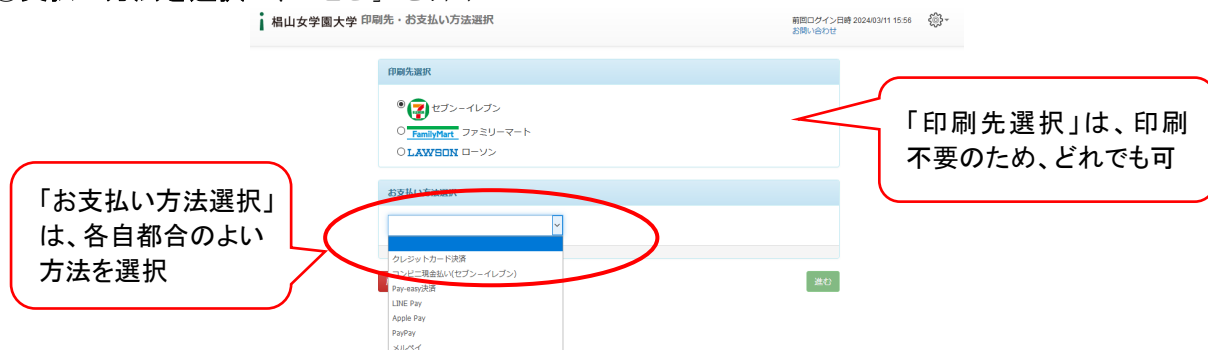 椙山女学園大学 印刷先・お支払い方法選択
前回ログイン日時 2024/03/11 15:56
お問い合わせ
印刷先選択
セブン－イレブン
FamilyMart ファミリーマート
LAWSON ローソン
「印刷先選択」は、印刷
不要のため、どれでも可
お支払い方法選択
「お支払い方法選択」
は、各自都合のよい
方法を選択
クレジットカード決済
コンビニ現金払い(セブン－イレブン)
Pay-easy決済
LINE Pay
Apple Pay
PayPay
メルペイ
進む